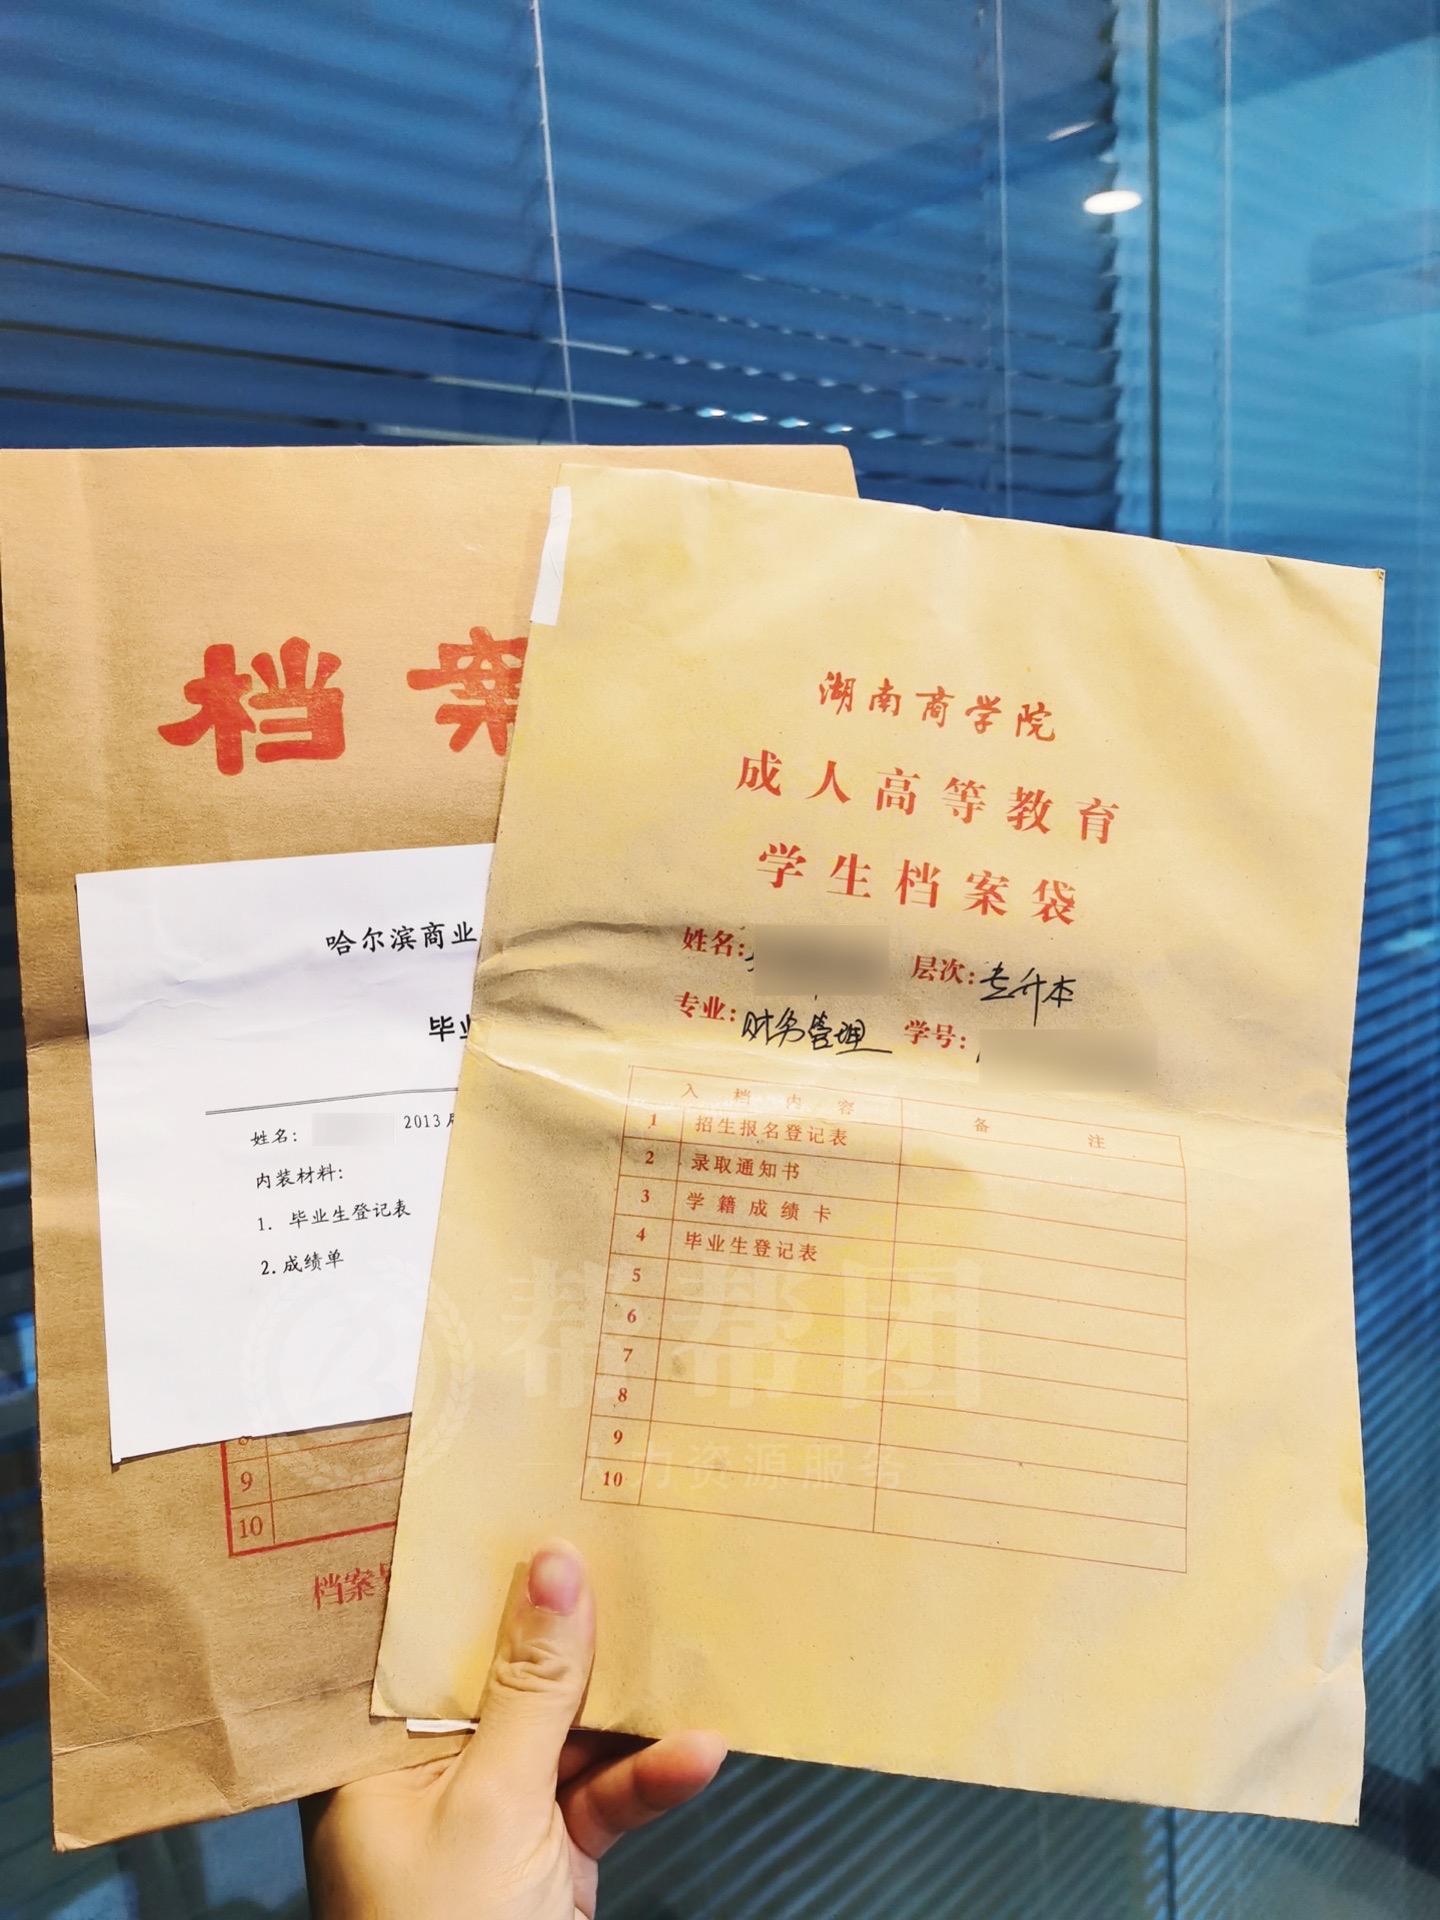 档案
哈尔滨商业
毕业
姓名:
2013
内装材料:
1. 毕业生登记表
2.成绩单
8
9
10
档案号
湖南商学院
成人高等教育
学生档案袋
姓名:
层次: 专升本
专业: 财务管理
学号:
入档内容 备注
1 招生报名登记表
2 录取通知书
3 学籍成绩卡
4 毕业生登记表
5
6
7
8
9
10
帮帮团
人力资源服务